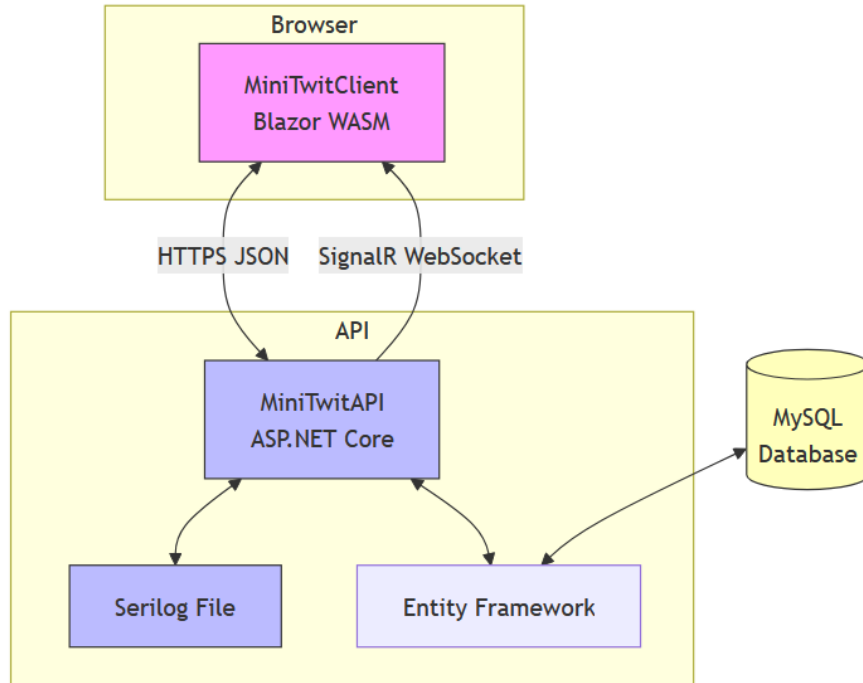 Browser
MiniTwitClient
Blazor WASM
HTTPS JSON
SignalR WebSocket
API
MiniTwitAPI
ASP.NET Core
MySQL
Database
Serilog File
Entity Framework